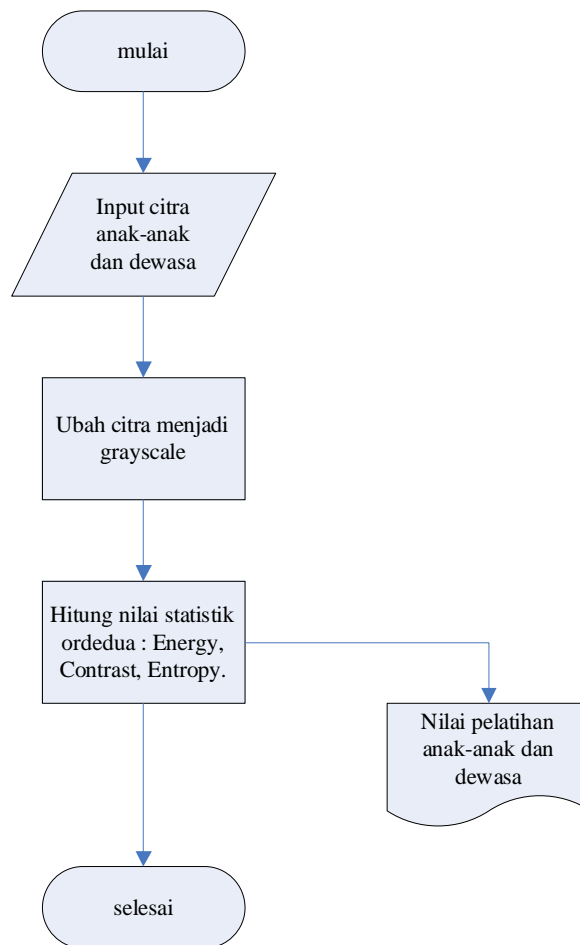 mulai
Input citra
anak-anak
dan dewasa
Ubah citra menjadi
grayscale
Hitung nilai statistik
ordedua : Energy,
Contrast, Entropy.
Nilai pelatihan
anak-anak dan
dewasa
selesai